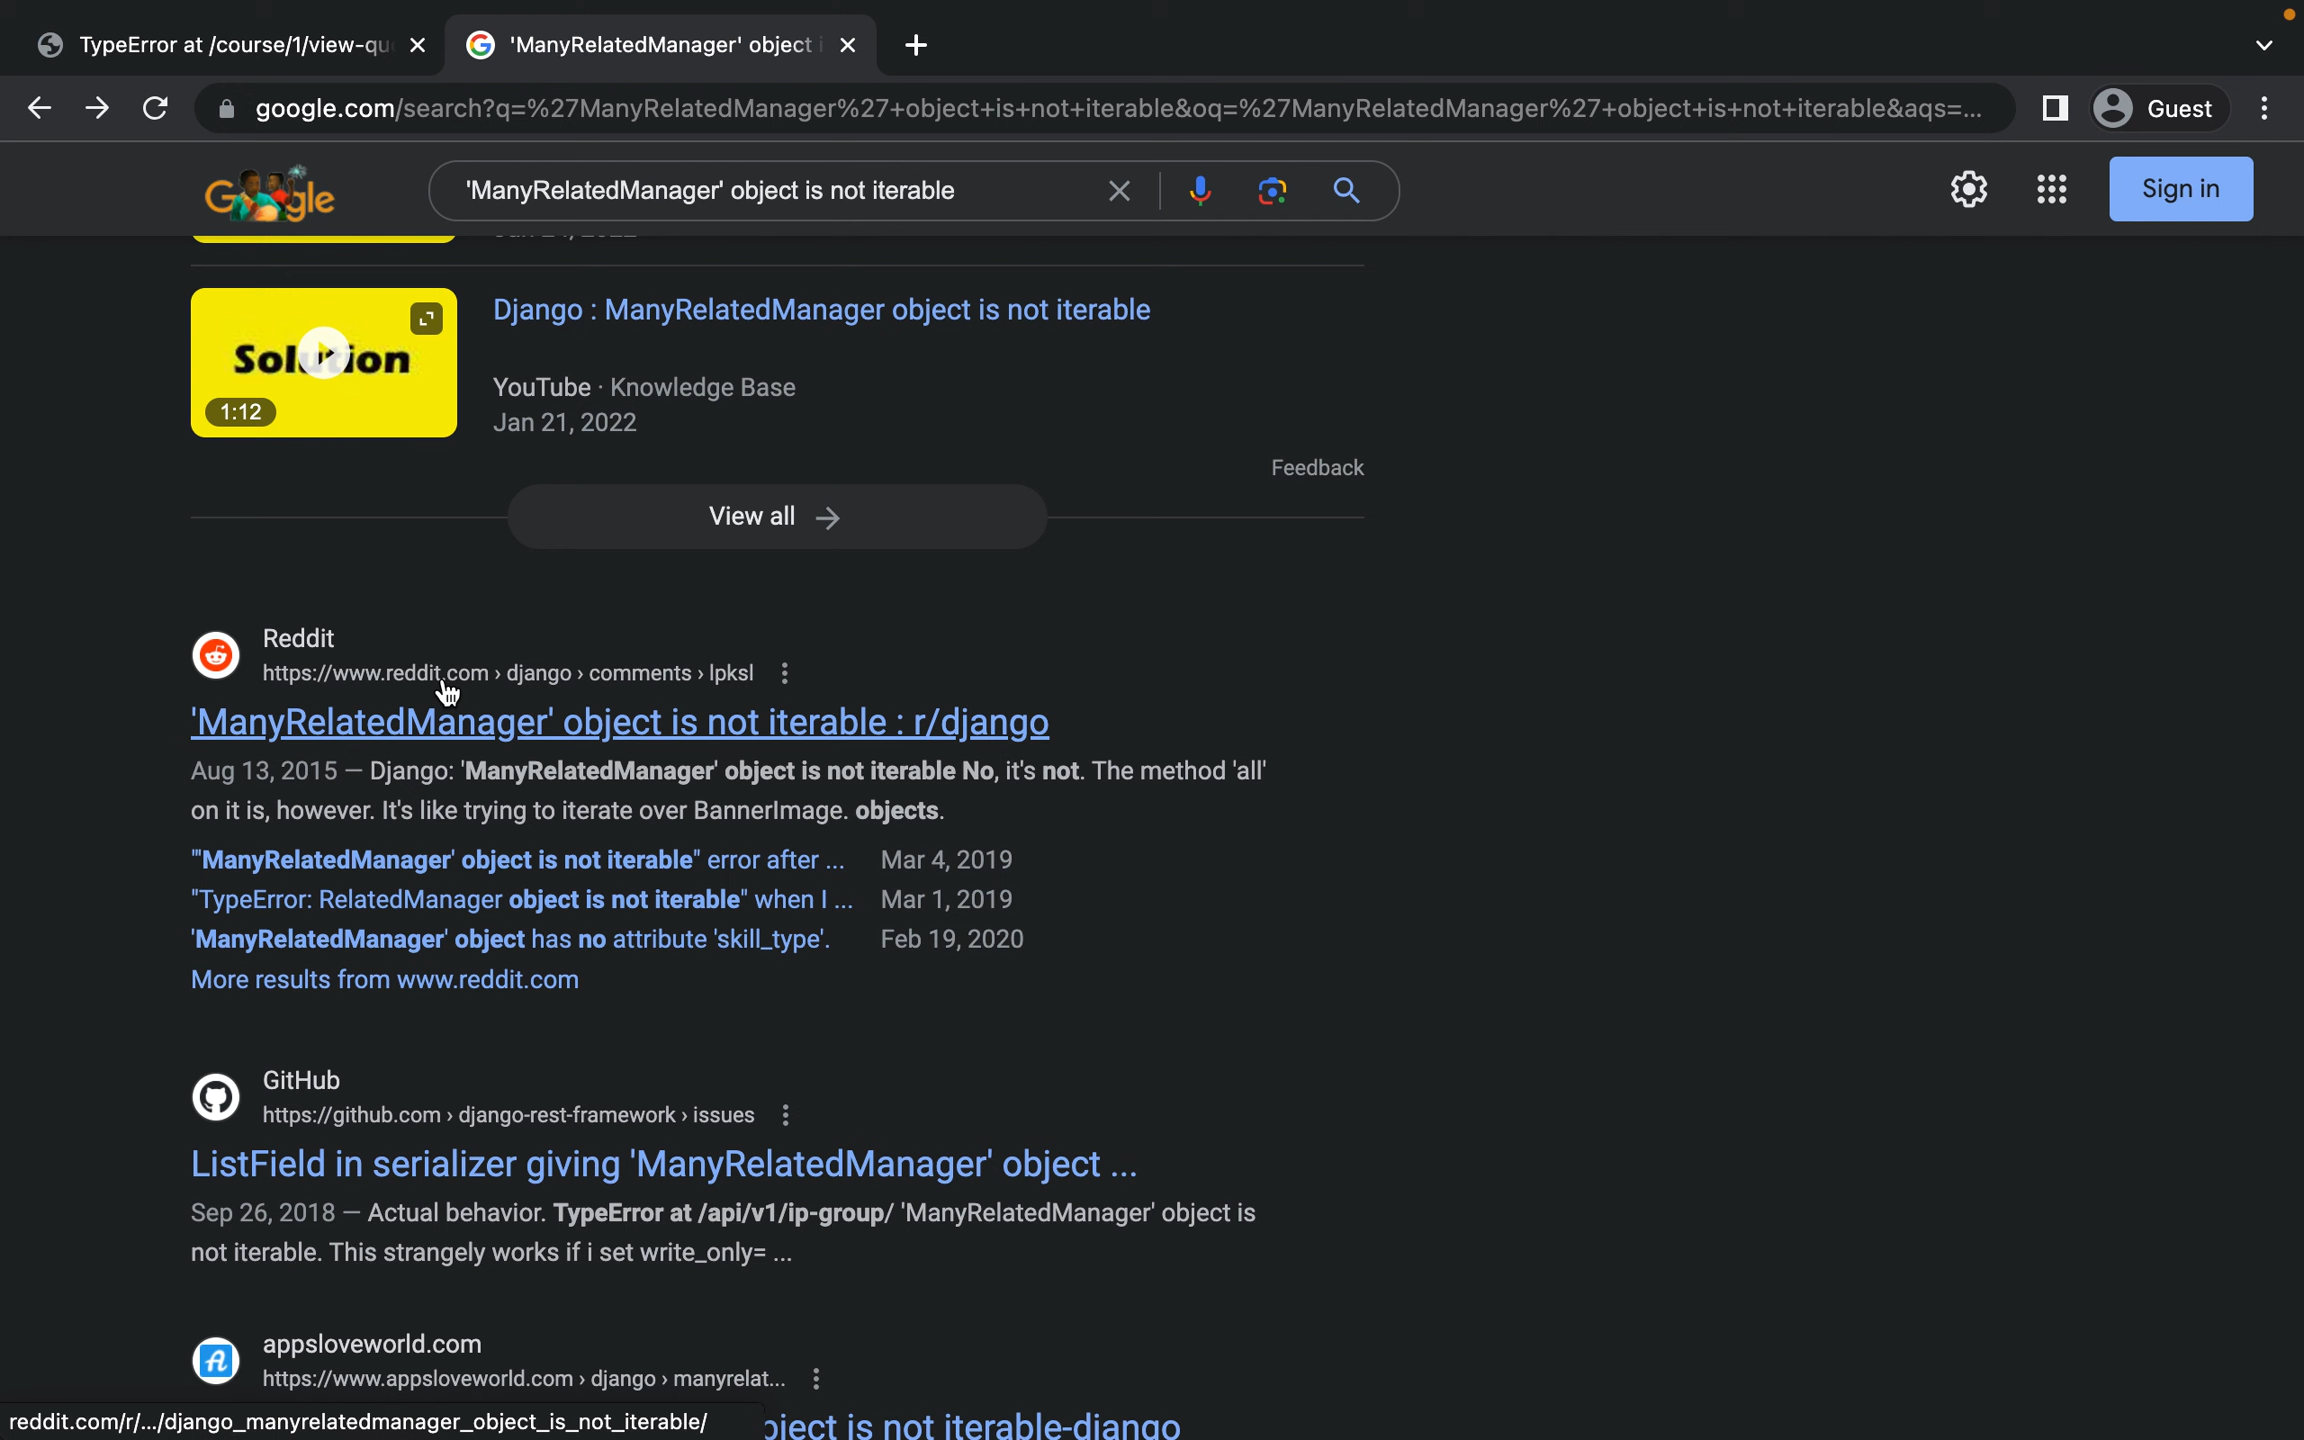 TypeError at /course/1/view-qu
'ManyRelatedManager' object i
google.com/search?q=%27ManyRelatedManager%27+object+is+not+iterable&oq=%27ManyRelatedManager%27+object+is+not+iterable&aqs=...
Guest
Google
'ManyRelatedManager' object is not iterable
Sign in
Django : ManyRelatedManager object is not iterable
Solution
1:12
YouTube · Knowledge Base
Jan 21, 2022
Feedback
View all →
Reddit
https://www.reddit.com › django › comments › lpksl
'ManyRelatedManager' object is not iterable : r/django
Aug 13, 2015 — Django: 'ManyRelatedManager' object is not iterable No, it's not. The method 'all'
on it is, however. It's like trying to iterate over BannerImage. objects.
"'ManyRelatedManager' object is not iterable" error after ... Mar 4, 2019
"TypeError: RelatedManager object is not iterable" when I ... Mar 1, 2019
'ManyRelatedManager' object has no attribute 'skill_type'. Feb 19, 2020
More results from www.reddit.com
GitHub
https://github.com › django-rest-framework › issues
ListField in serializer giving 'ManyRelatedManager' object ...
Sep 26, 2018 — Actual behavior. TypeError at /api/v1/ip-group/ 'ManyRelatedManager' object is
not iterable. This strangely works if i set write_only= ...
appsloveworld.com
https://www.appsloveworld.com › django › manyrelat...
reddit.com/r/.../django_manyrelatedmanager_object_is_not_iterable/
bject is not iterable-django